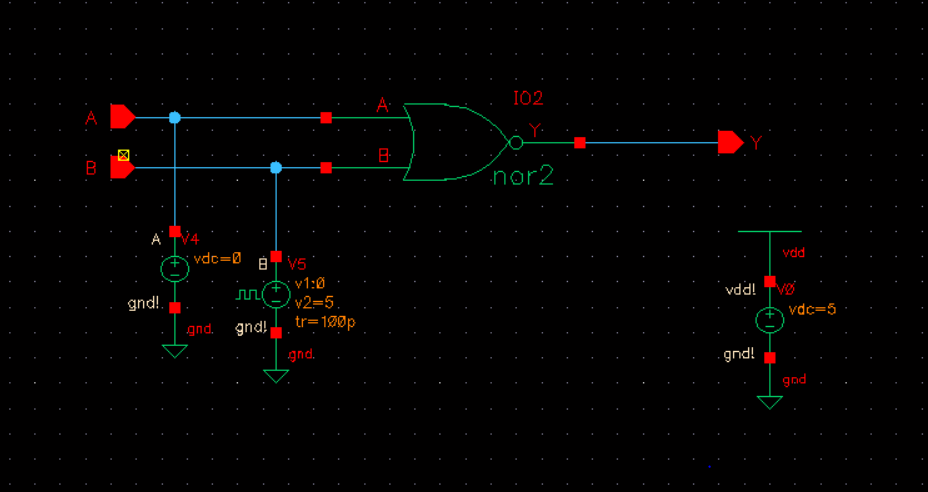 I02
A
A
Y
Y
B
B
nor2
A
V4
vdc=0
gnd!
gnd
B
V5
v1:0
v2=5
tr=100p
gnd!
gnd
vdd
vdd!
V0
vdc=5
gnd!
gnd